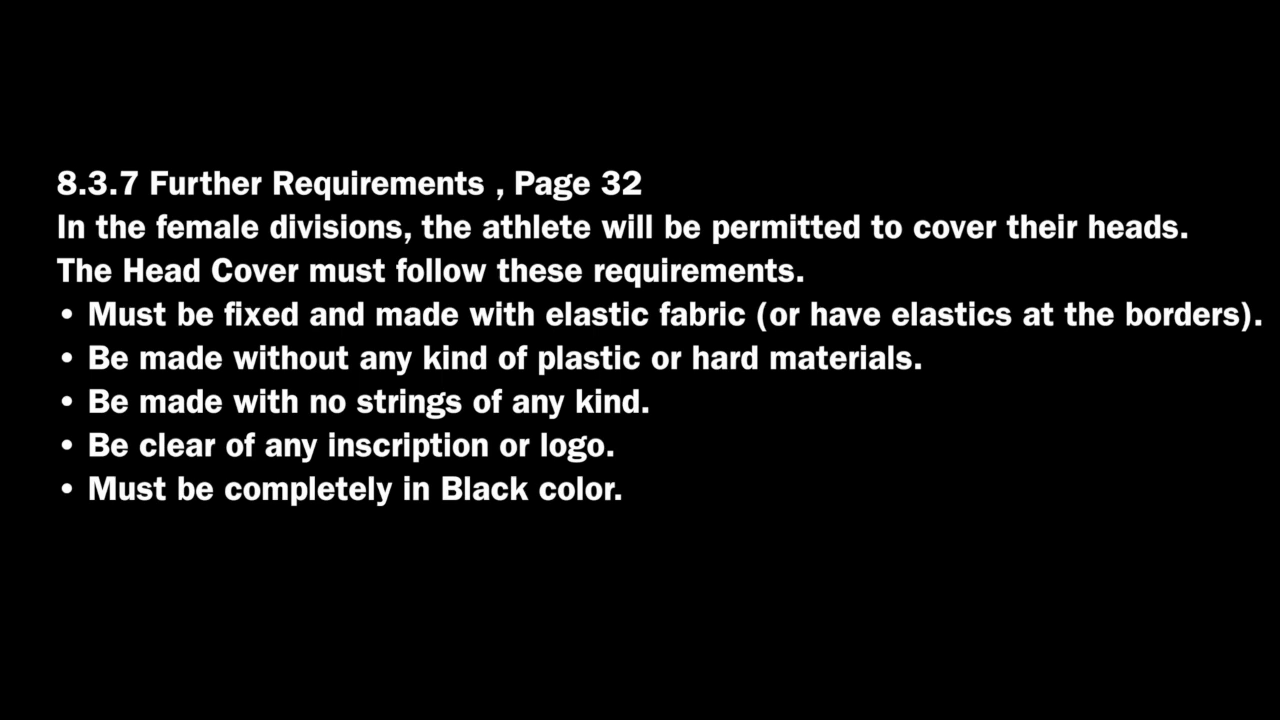 8.3.7 Further Requirements , Page 32
In the female divisions, the athlete will be permitted to cover their heads.
The Head Cover must follow these requirements.
• Must be fixed and made with elastic fabric (or have elastics at the borders).
• Be made without any kind of plastic or hard materials.
• Be made with no strings of any kind.
• Be clear of any inscription or logo.
• Must be completely in Black color.